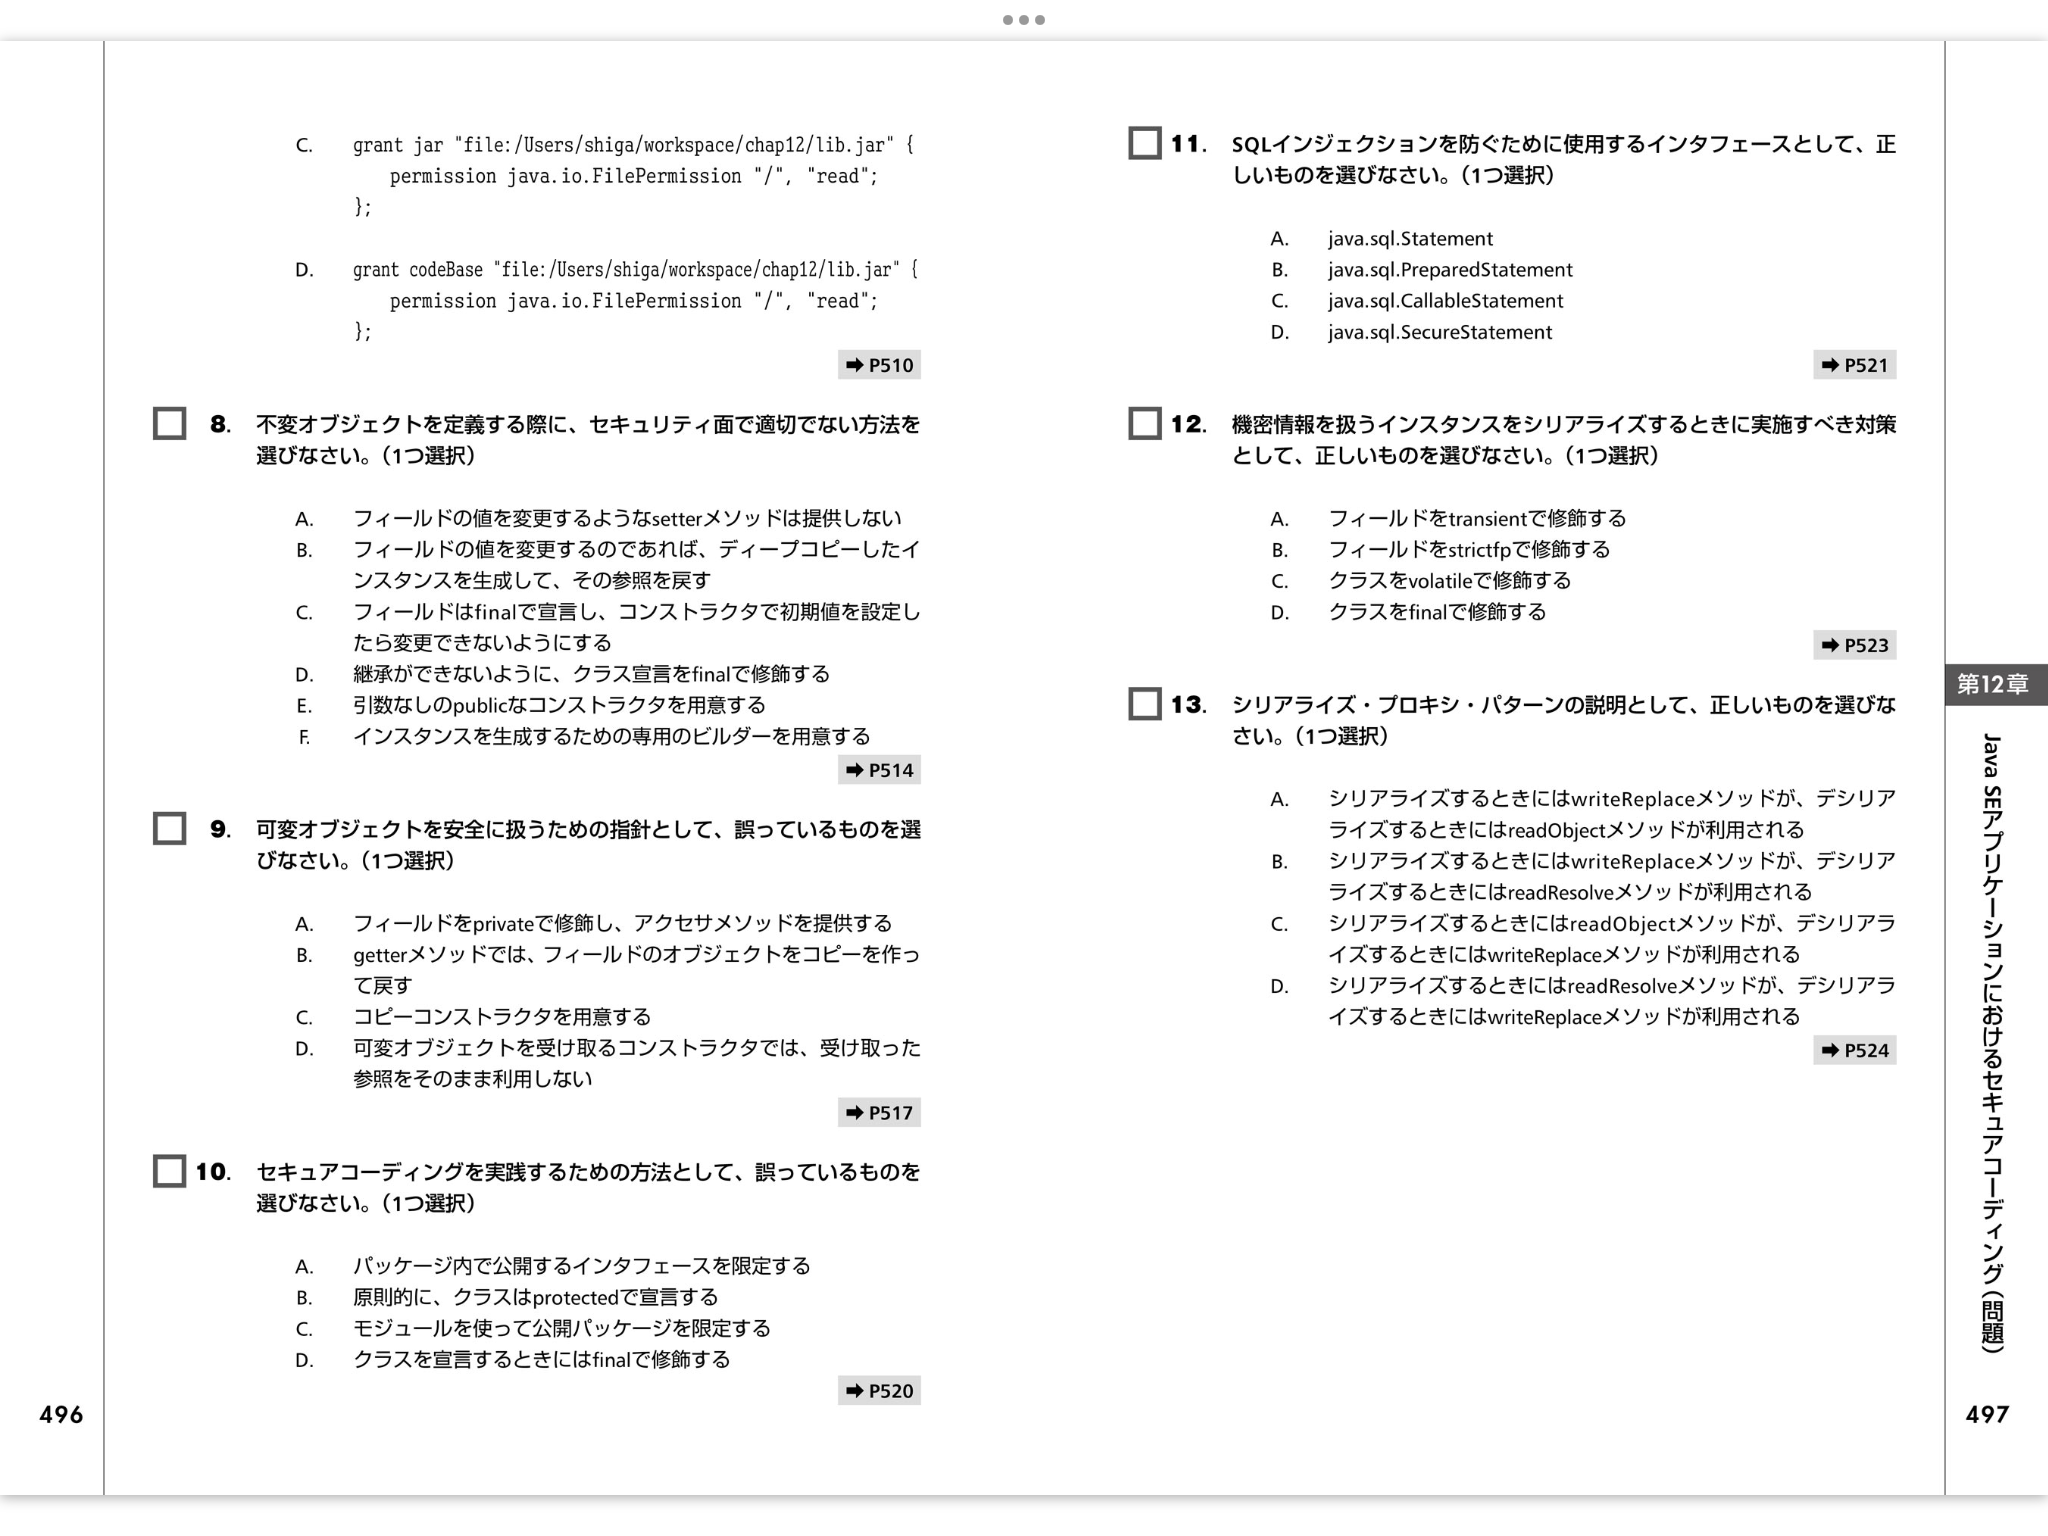 C. grant jar "file:/Users/shiga/workspace/chap12/lib.jar" {
permission java.io.FilePermission "/", "read";
};
D. grant codeBase "file:/Users/shiga/workspace/chap12/lib.jar" {
permission java.io.FilePermission "/", "read";
};
➡ P510
8. 不変オブジェクトを定義する際に、セキュリティ面で適切でない方法を
選びなさい。（1つ選択）
A. フィールドの値を変更するようなsetterメソッドは提供しない
B. フィールドの値を変更するのであれば、ディープコピーしたイ
ンスタンスを生成して、その参照を戻す
C. フィールドはfinalで宣言し、コンストラクタで初期値を設定し
たら変更できないようにする
D. 継承ができないように、クラス宣言をfinalで修飾する
E. 引数なしのpublicなコンストラクタを用意する
F. インスタンスを生成するための専用のビルダーを用意する
➡ P514
9. 可変オブジェクトを安全に扱うための指針として、誤っているものを選
びなさい。（1つ選択）
A. フィールドをprivateで修飾し、アクセサメソッドを提供する
B. getterメソッドでは、フィールドのオブジェクトをコピーを作っ
て戻す
C. コピーコンストラクタを用意する
D. 可変オブジェクトを受け取るコンストラクタでは、受け取った
参照をそのまま利用しない
➡ P517
10. セキュアコーディングを実践するための方法として、誤っているものを
選びなさい。（1つ選択）
A. パッケージ内で公開するインタフェースを限定する
B. 原則的に、クラスはprotectedで宣言する
C. モジュールを使って公開パッケージを限定する
D. クラスを宣言するときにはfinalで修飾する
➡ P520
496
11. SQLインジェクションを防ぐために使用するインタフェースとして、正
しいものを選びなさい。（1つ選択）
A. java.sql.Statement
B. java.sql.PreparedStatement
C. java.sql.CallableStatement
D. java.sql.SecureStatement
➡ P521
12. 機密情報を扱うインスタンスをシリアライズするときに実施すべき対策
として、正しいものを選びなさい。（1つ選択）
A. フィールドをtransientで修飾する
B. フィールドをstrictfpで修飾する
C. クラスをvolatileで修飾する
D. クラスをfinalで修飾する
➡ P523
13. シリアライズ・プロキシ・パターンの説明として、正しいものを選びな
さい。（1つ選択）
A. シリアライズするときにはwriteReplaceメソッドが、デシリア
ライズするときにはreadObjectメソッドが利用される
B. シリアライズするときにはwriteReplaceメソッドが、デシリア
ライズするときにはreadResolveメソッドが利用される
C. シリアライズするときにはreadObjectメソッドが、デシリアラ
イズするときにはwriteReplaceメソッドが利用される
D. シリアライズするときにはreadResolveメソッドが、デシリアラ
イズするときにはwriteReplaceメソッドが利用される
➡ P524
第12章
Java SEアプリケーションにおけるセキュアコーディング（問題）
497